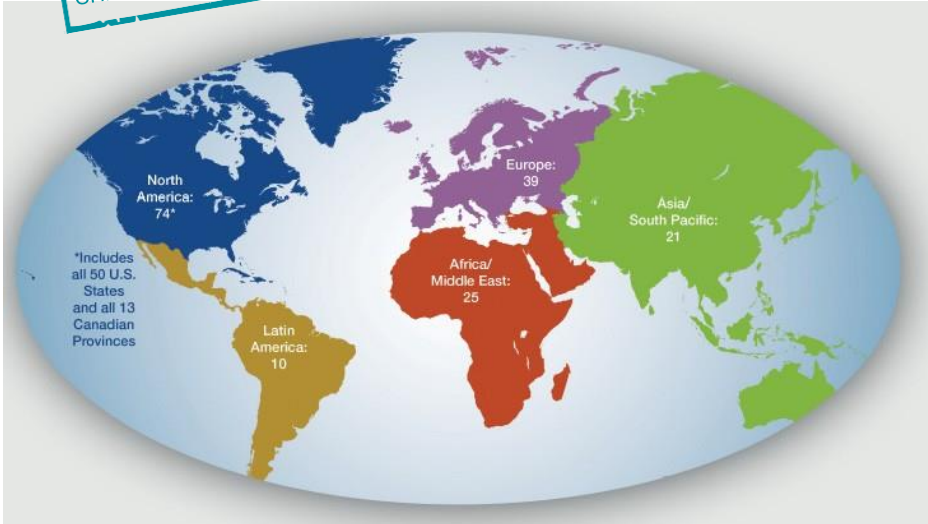 North
America:
74*
*Includes
all 50 U.S.
States
and all 13
Canadian
Provinces
Latin
America:
10
Europe:
39
Africa/
Middle East:
25
Asia/
South Pacific:
21